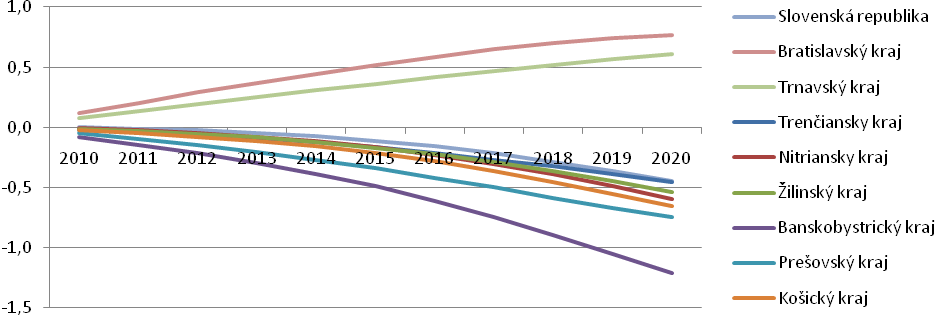 1,0
0,5
0,0
-0,5
-1,0
-1,5
2010 2011 2012 2013 2014 2015 2016 2017 2018 2019 2020
Slovenská republika
Bratislavský kraj
Trnavský kraj
Trenčiansky kraj
Nitriansky kraj
Žilinský kraj
Banskobystrický kraj
Prešovský kraj
Košický kraj